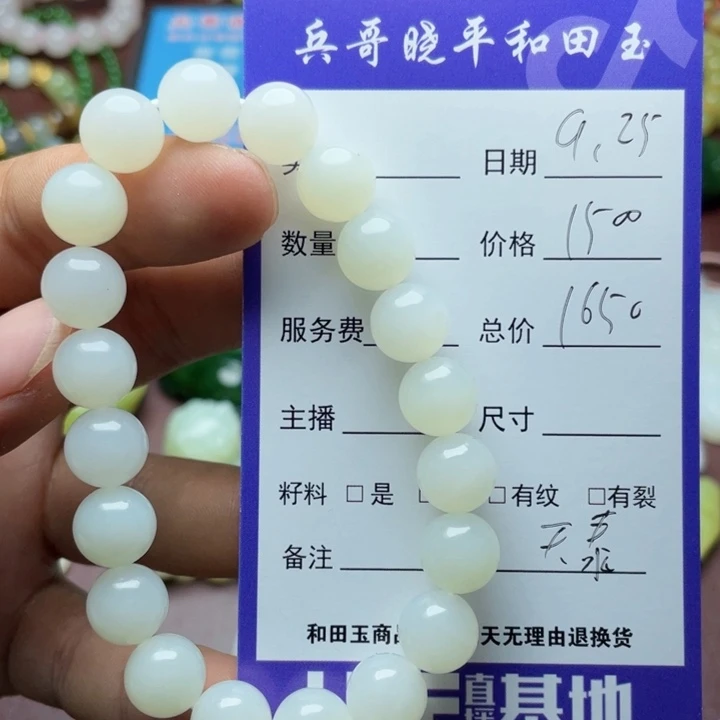 兵哥晓平和田玉
日期 9.25
数量 价格 1500
服务费 总价 1650
主播 尺寸
籽料 □是 □有纹 □有裂
备注
和田玉商 天无理由退换货
直播基地